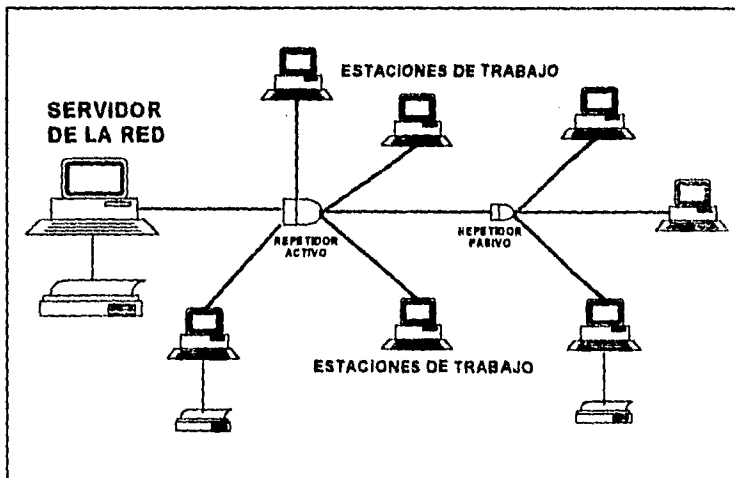 ESTACIONES DE TRABAJO
SERVIDOR
DE LA RED
REPETIDOR
ACTIVO
REPETIDOR
PASIVO
ESTACIONES DE TRABAJO